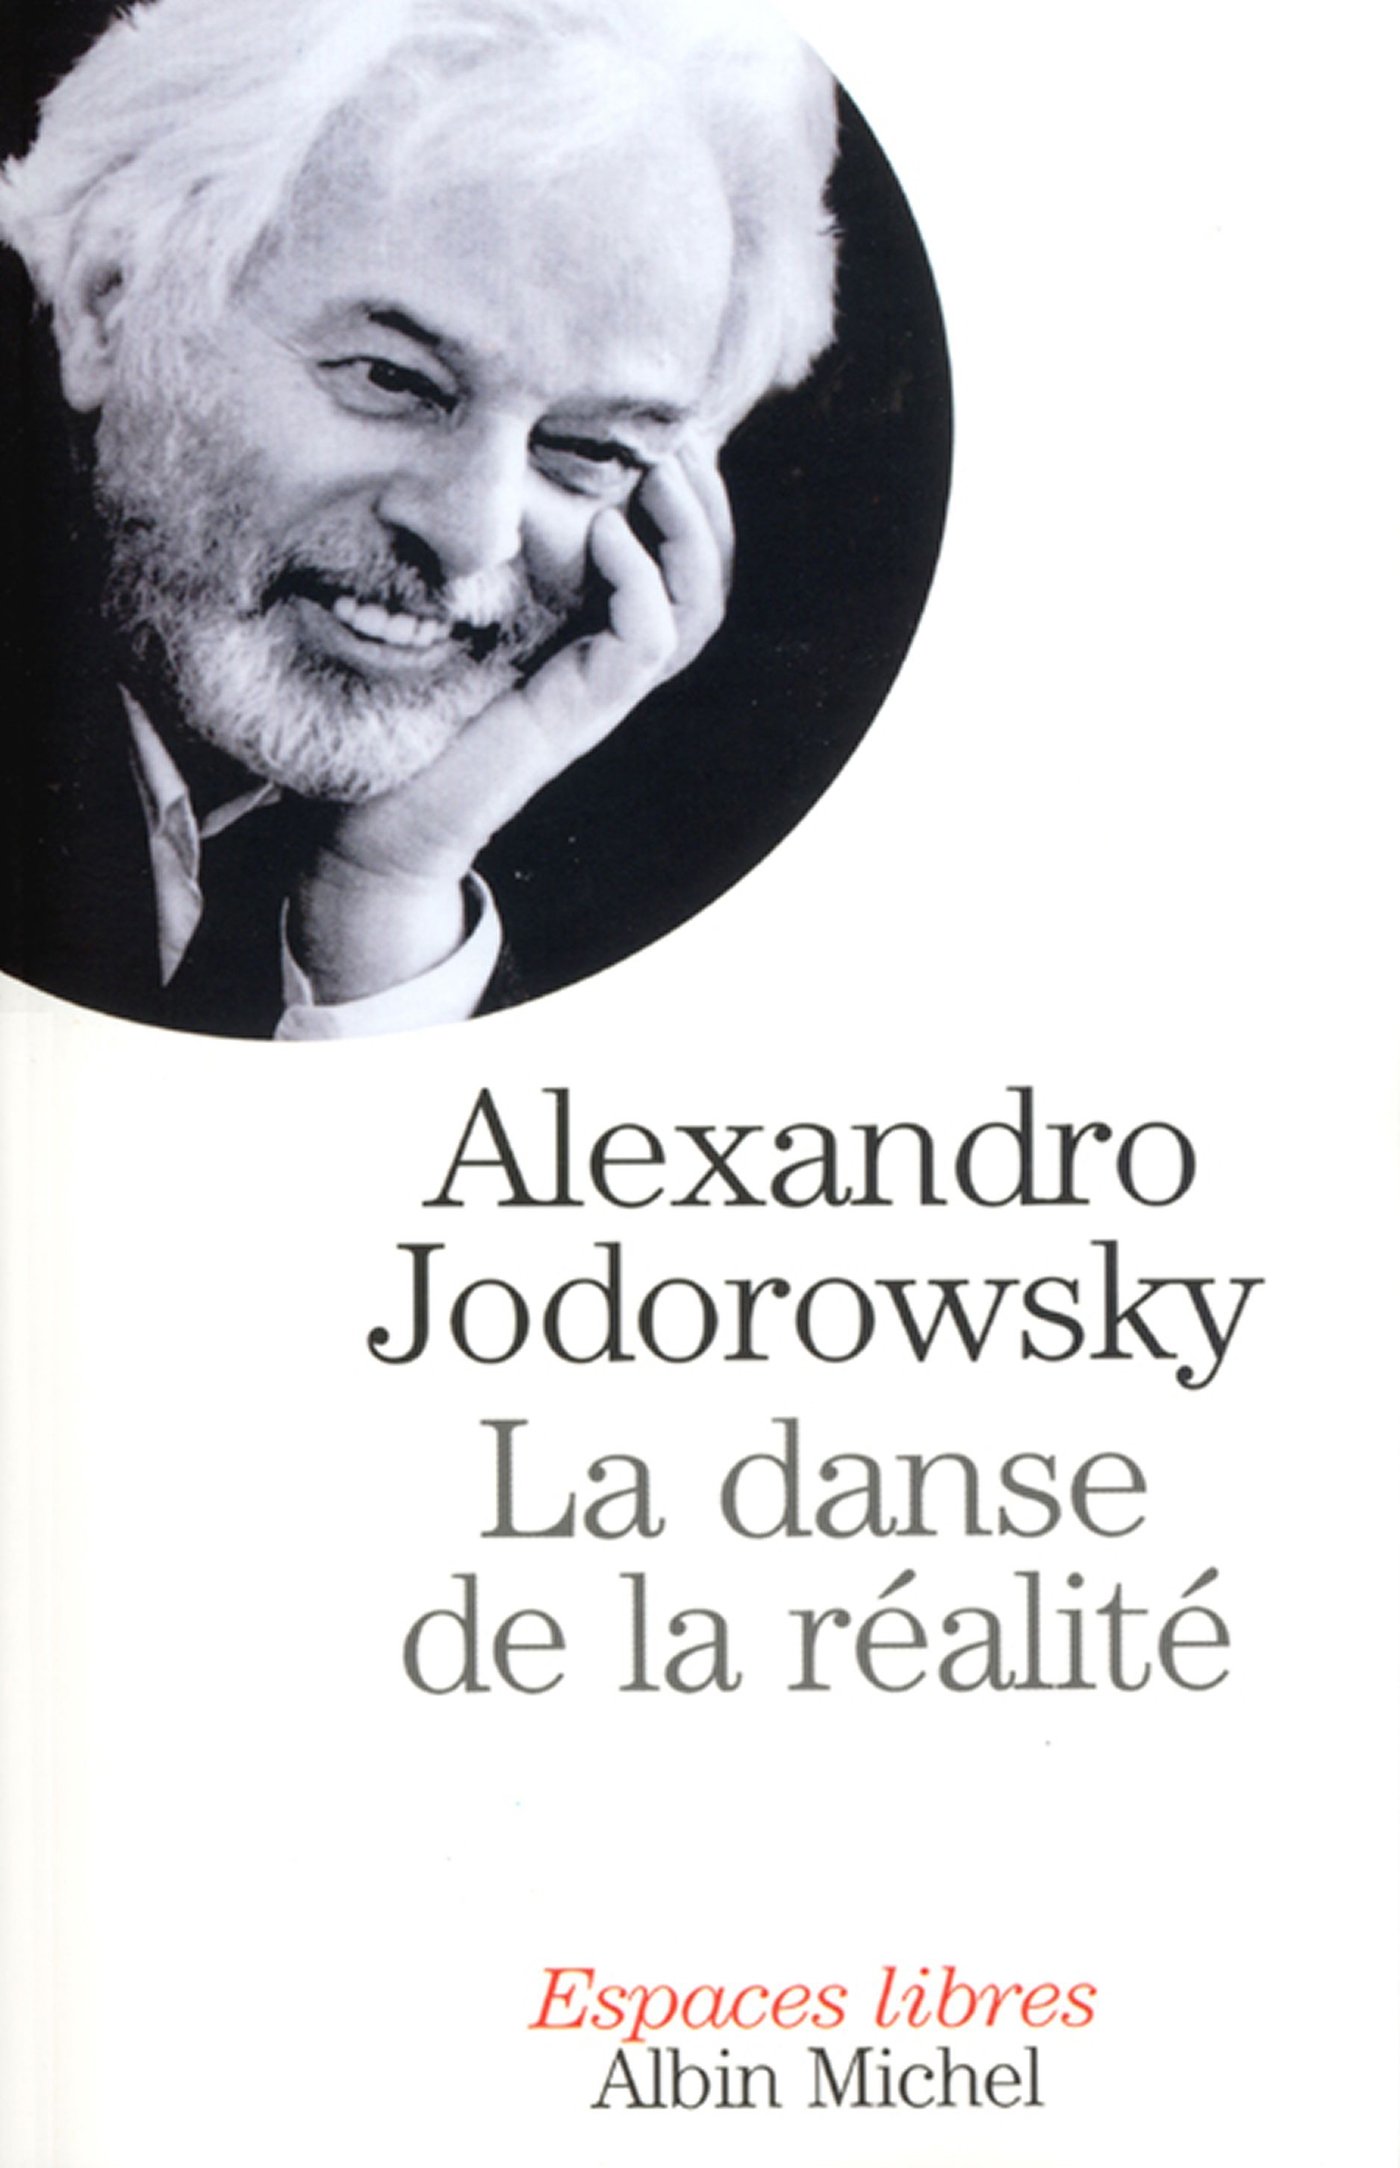 Alexandro
Jodorowsky
La danse
de la réalité
Espaces libres
Albin Michel